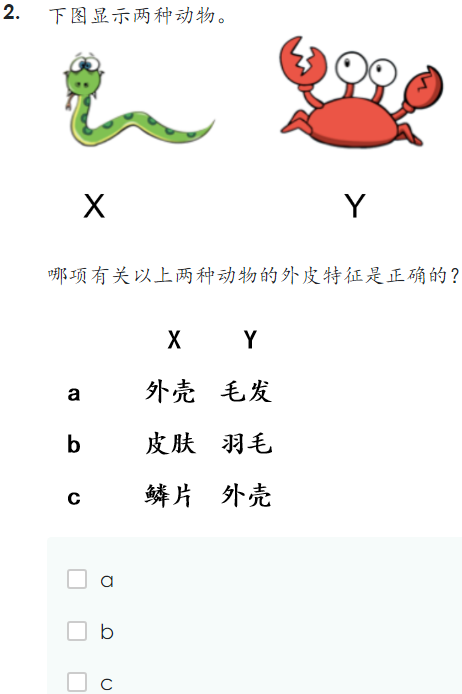 2. 下图显示两种动物。
X Y
哪项有关以上两种动物的外皮特征是正确的？
X Y
a 外壳 毛发
b 皮肤 羽毛
c 鳞片 外壳
a
b
c